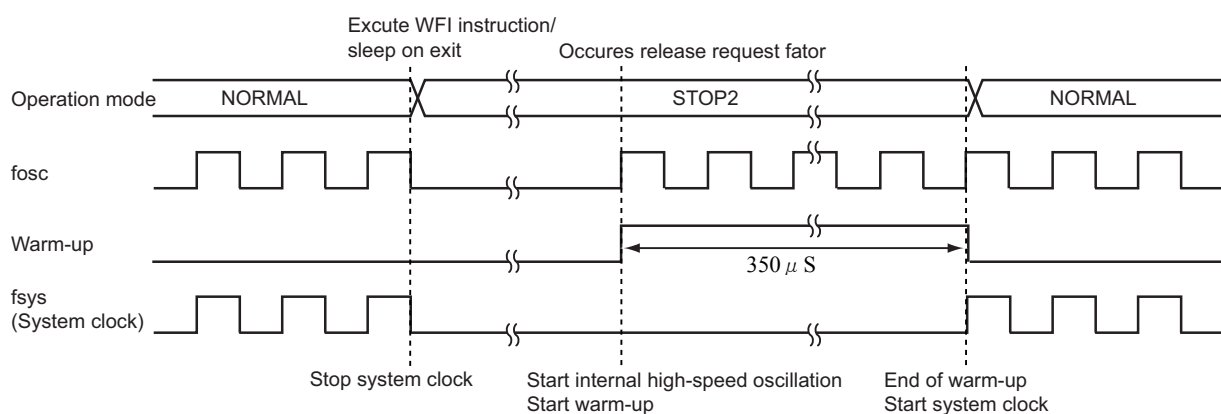 Excute WFI instruction/
sleep on exit
Occures release request fator
Operation mode
NORMAL
STOP2
NORMAL
fosc
Warm-up
350 μ S
fsys
(System clock)
Stop system clock
Start internal high-speed oscillation
Start warm-up
End of warm-up
Start system clock